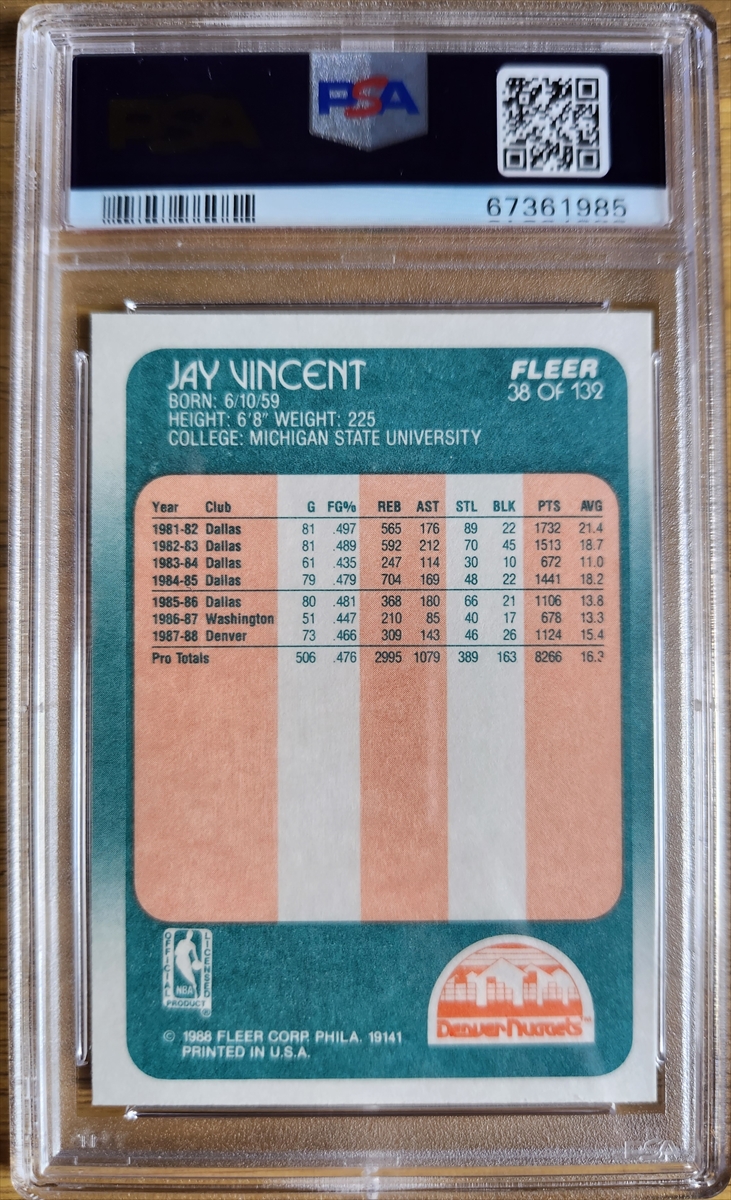 PSA
PSA
67361985
JAY VINCENT
FLEER
38 OF 132
BORN: 6/10/59
HEIGHT: 6'8" WEIGHT: 225
COLLEGE: MICHIGAN STATE UNIVERSITY
Year Club G FG% REB AST STL BLK PTS AVG
1981-82 Dallas 81 .497 565 176 89 22 1732 21.4
1982-83 Dallas 81 .489 592 212 70 45 1513 18.7
1983-84 Dallas 61 .435 247 114 30 10 672 11.0
1984-85 Dallas 79 .479 704 169 48 22 1441 18.2
1985-86 Dallas 80 .481 368 180 66 21 1106 13.8
1986-87 Washington 51 .447 210 85 40 17 678 13.3
1987-88 Denver 73 .466 309 143 46 26 1124 15.4
Pro Totals 506 .476 2995 1079 389 163 8266 16.3
OFFICIAL LICENSED
NBA
PRODUCT ®
Denver Nuggets™
© 1988 FLEER CORP. PHILA. 19141
PRINTED IN U.S.A.